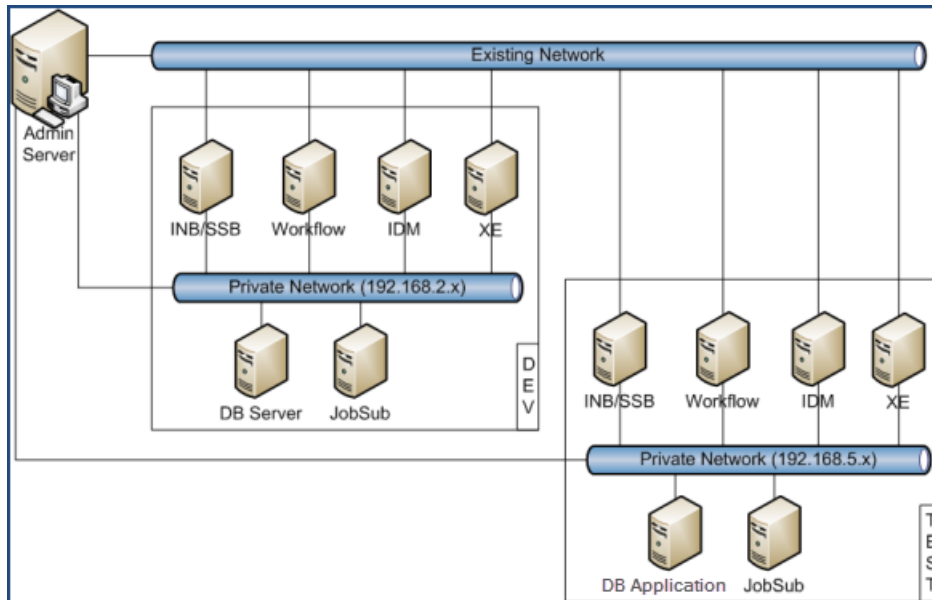 Existing Network
Admin
Server
INB/SSB
Workflow
IDM
XE
Private Network (192.168.2.x)
DB Server
JobSub
D
E
V
INB/SSB
Workflow
IDM
XE
Private Network (192.168.5.x)
DB Application
JobSub
T
E
S
T